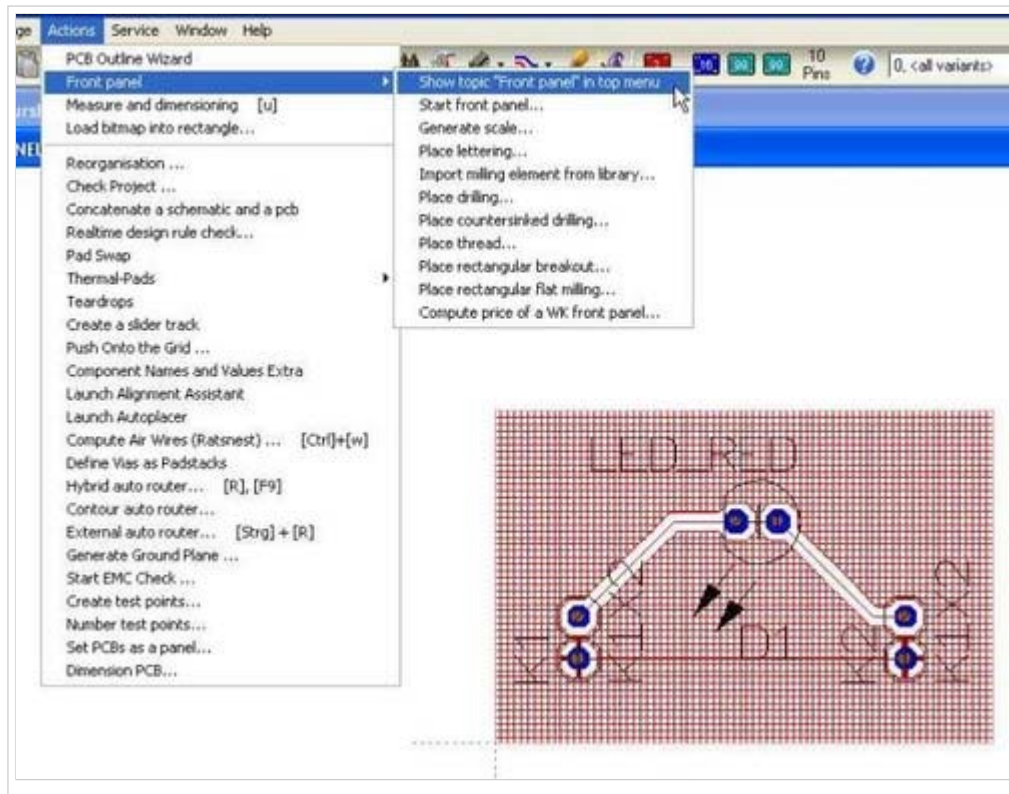 ge Actions Service Window Help
10
Pins
0, <all variants>
PCB Outline Wizard
Front panel
Measure and dimensioning [u]
Load bitmap into rectangle...
Reorganisation ...
Check Project ...
Concatenate a schematic and a pcb
Realtime design rule check...
Pad Swap
Thermal-Pads
Teardrops
Create a slider track
Push Onto the Grid ...
Component Names and Values Extra
Launch Alignment Assistant
Launch Autoplacer
Compute Air Wires (Ratsnest) ... [Ctrl]+[w]
Define Vias as Padstacks
Hybrid auto router... [R], [F9]
Contour auto router...
External auto router... [Strg] + [R]
Generate Ground Plane ...
Start EMC Check ...
Create test points...
Number test points...
Set PCBs as a panel...
Dimension PCB...
Show topic "Front panel" in top menu
Start front panel...
Generate scale...
Place lettering...
Import milling element from library...
Place drilling...
Place countersinked drilling...
Place thread...
Place rectangular breakout...
Place rectangular flat milling...
Compute price of a WK front panel...
LED_RED
D1
K1
K1X2
K2
K1X2